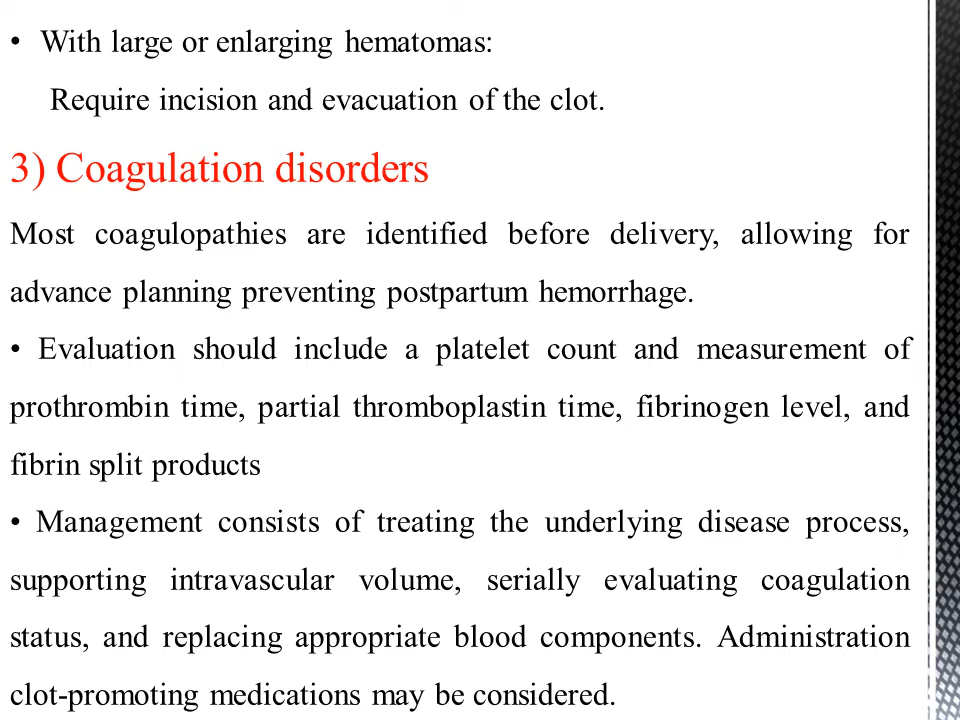 • With large or enlarging hematomas:
Require incision and evacuation of the clot.
3) Coagulation disorders
Most coagulopathies are identified before delivery, allowing for
advance planning preventing postpartum hemorrhage.
• Evaluation should include a platelet count and measurement of
prothrombin time, partial thromboplastin time, fibrinogen level, and
fibrin split products
• Management consists of treating the underlying disease process,
supporting intravascular volume, serially evaluating coagulation
status, and replacing appropriate blood components. Administration
clot-promoting medications may be considered.